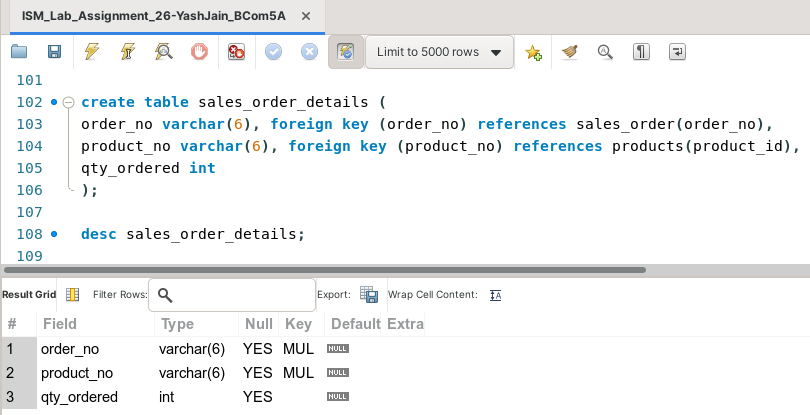 ISM_Lab_Assignment_26-YashJain_BCom5A ×
Limit to 5000 rows
101
102 create table sales_order_details (
103 order_no varchar(6), foreign key (order_no) references sales_order(order_no),
104 product_no varchar(6), foreign key (product_no) references products(product_id),
105 qty_ordered int
106 );
107
108 desc sales_order_details;
109
Result Grid Filter Rows: Export: Wrap Cell Content: IA
# Field Type Null Key Default Extra
1 order_no varchar(6) YES MUL NULL
2 product_no varchar(6) YES MUL NULL
3 qty_ordered int YES NULL